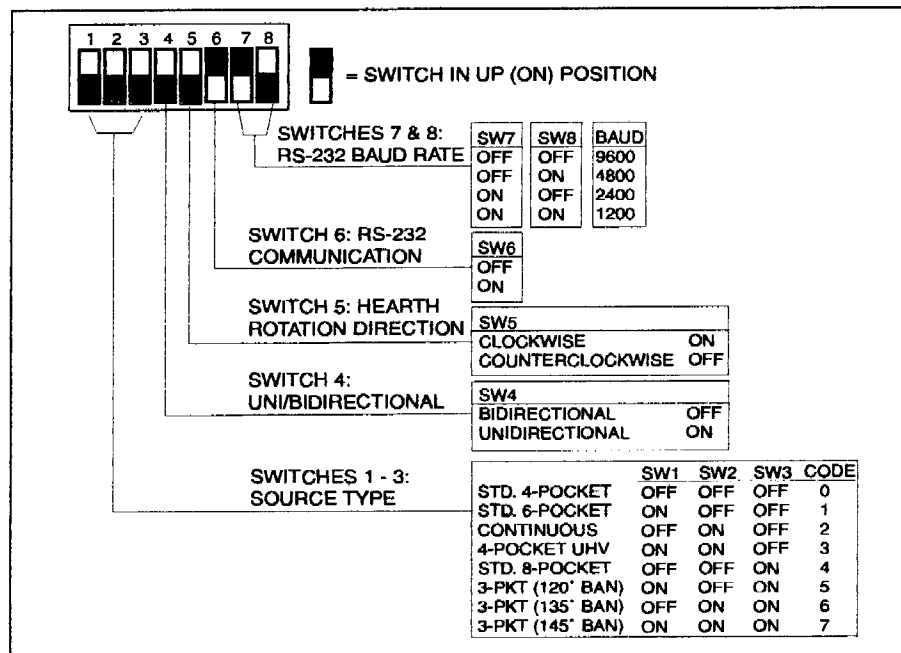 1 2 3 4 5 6 7 8
= SWITCH IN UP (ON) POSITION
SWITCHES 7 & 8:
RS-232 BAUD RATE
SW7 SW8 BAUD
OFF OFF 9600
OFF ON 4800
ON OFF 2400
ON ON 1200
SWITCH 6: RS-232
COMMUNICATION
SW6
OFF
ON
SWITCH 5: HEARTH
ROTATION DIRECTION
SW5
CLOCKWISE ON
COUNTERCLOCKWISE OFF
SWITCH 4:
UNI/BIDIRECTIONAL
SW4
BIDIRECTIONAL OFF
UNIDIRECTIONAL ON
SWITCHES 1 - 3:
SOURCE TYPE
SW1 SW2 SW3 CODE
STD. 4-POCKET OFF OFF OFF 0
STD. 6-POCKET ON OFF OFF 1
CONTINUOUS OFF ON OFF 2
4-POCKET UHV ON ON OFF 3
STD. 8-POCKET OFF OFF ON 4
3-PKT (120° BAN) ON OFF ON 5
3-PKT (135° BAN) OFF ON ON 6
3-PKT (145° BAN) ON ON ON 7